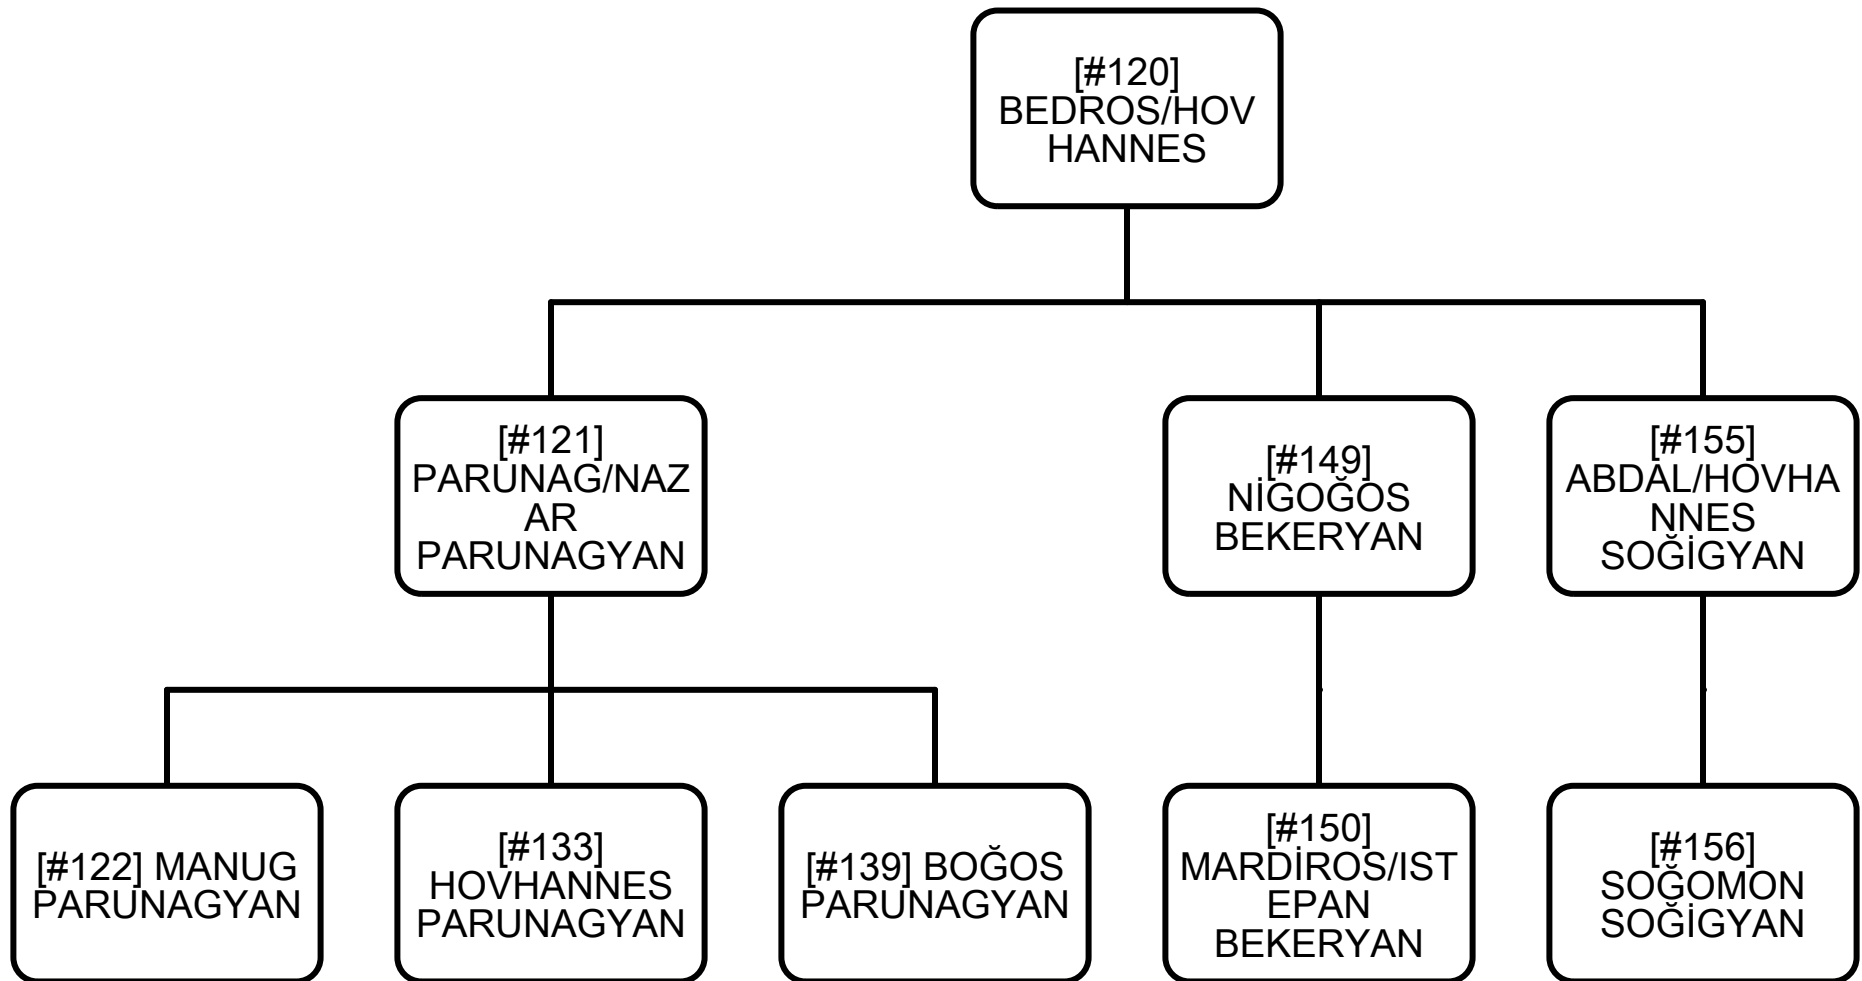 [#120]
BEDROS/HOV
HANNES
[#121]
PARUNAG/NAZ
AR
PARUNAGYAN
[#149]
NİGOĞOS
BEKERYAN
[#155]
ABDAL/HOVHA
NNES
SOĞİGYAN
[#122] MANUG
PARUNAGYAN
[#133]
HOVHANNES
PARUNAGYAN
[#139] BOĞOS
PARUNAGYAN
[#150]
MARDİROS/IST
EPAN
BEKERYAN
[#156]
SOĞOMON
SOĞİGYAN